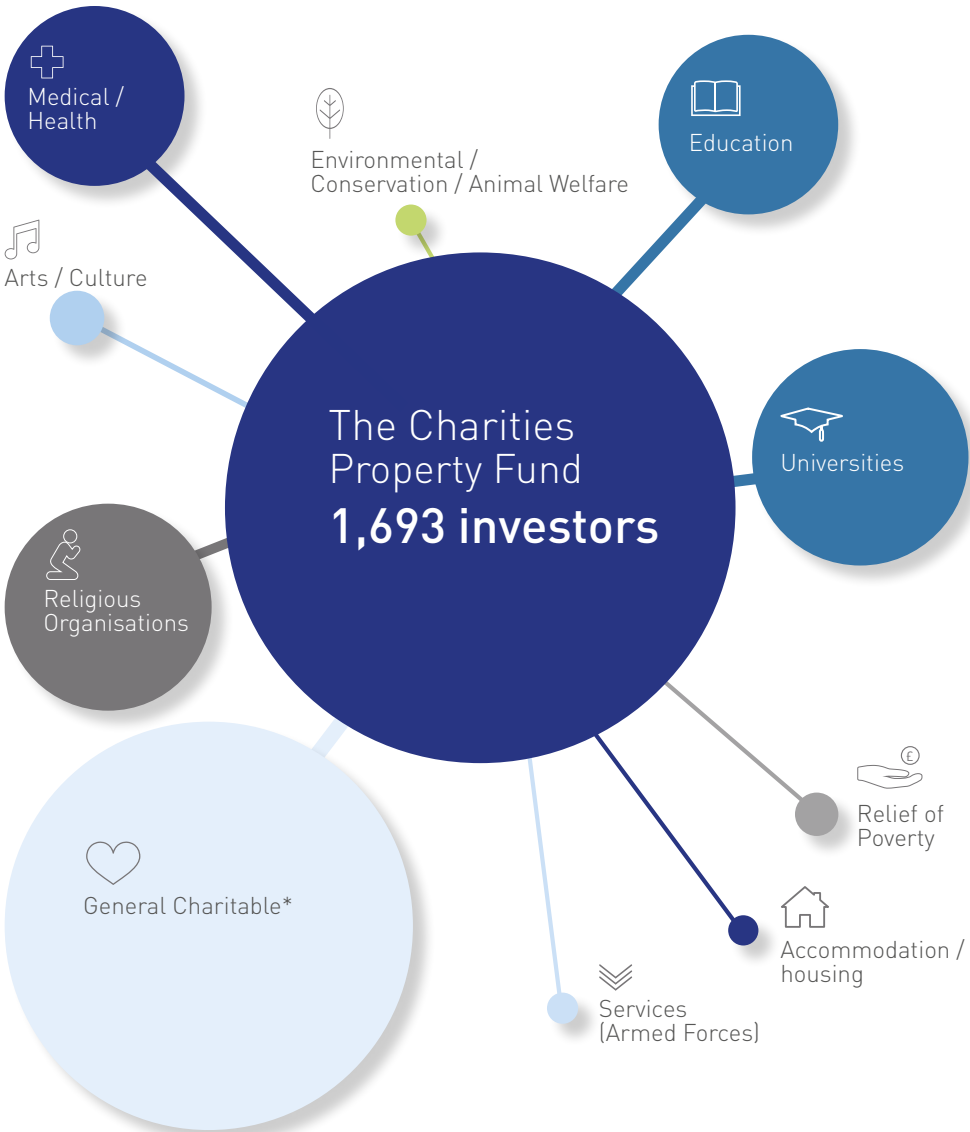 Medical /
Health
Environmental /
Conservation / Animal Welfare
Education
Arts / Culture
The Charities
Property Fund
1,693 investors
Universities
Religious
Organisations
£
Relief of
Poverty
General Charitable*
Accommodation /
housing
Services
(Armed Forces)